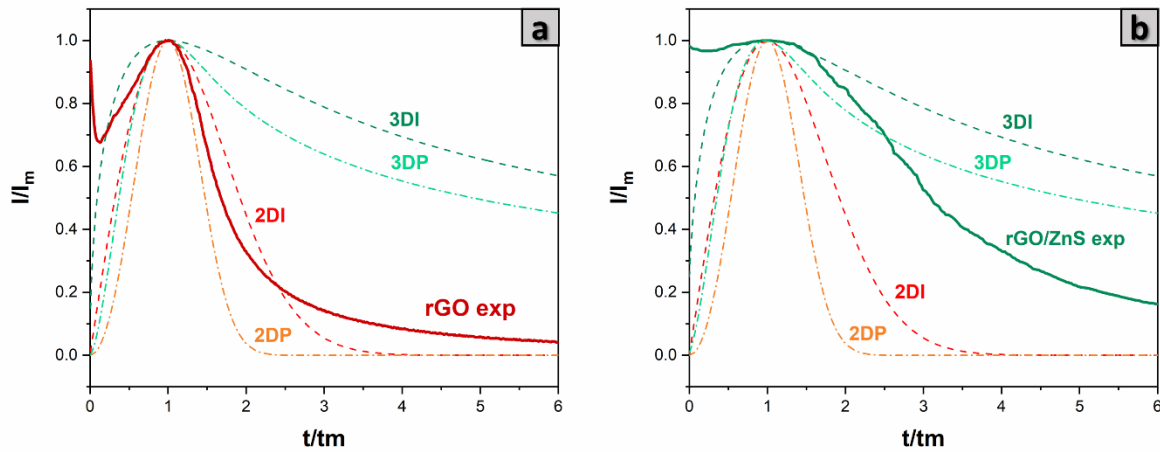 a
1.0
0.8
0.6
0.4
0.2
0.0
I/Im
3DI
3DP
2DI
rGO exp
2DP
0 1 2 3 4 5 6
t/tm
b
1.0
0.8
0.6
0.4
0.2
0.0
I/Im
3DI
3DP
rGO/ZnS exp
2DI
2DP
0 1 2 3 4 5 6
t/tm